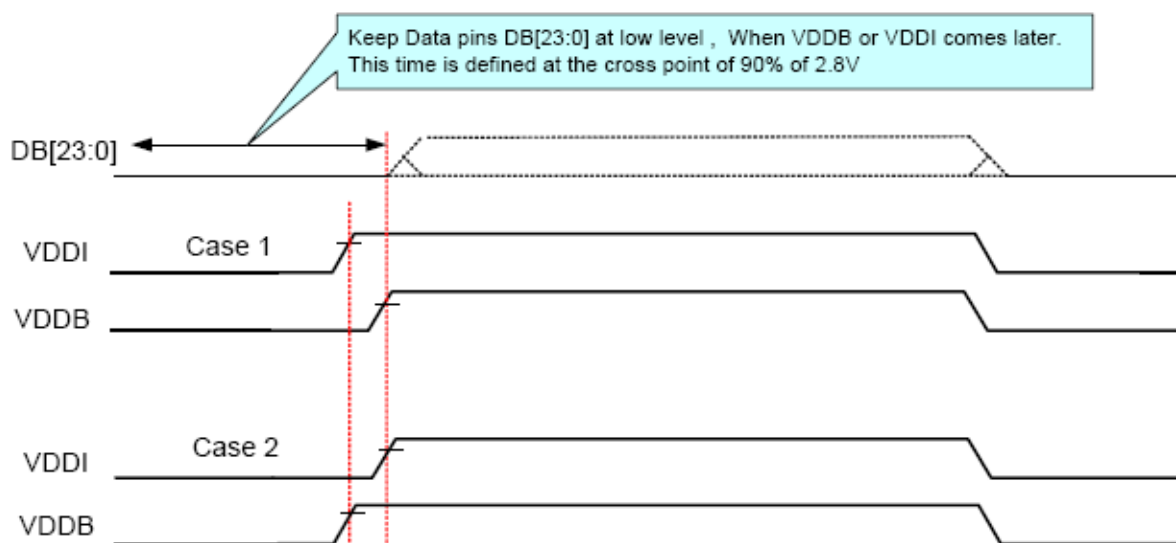 Keep Data pins DB[23:0] at low level , When VDDB or VDDI comes later.
This time is defined at the cross point of 90% of 2.8V
DB[23:0]
VDDI Case 1
VDDB
VDDI Case 2
VDDB